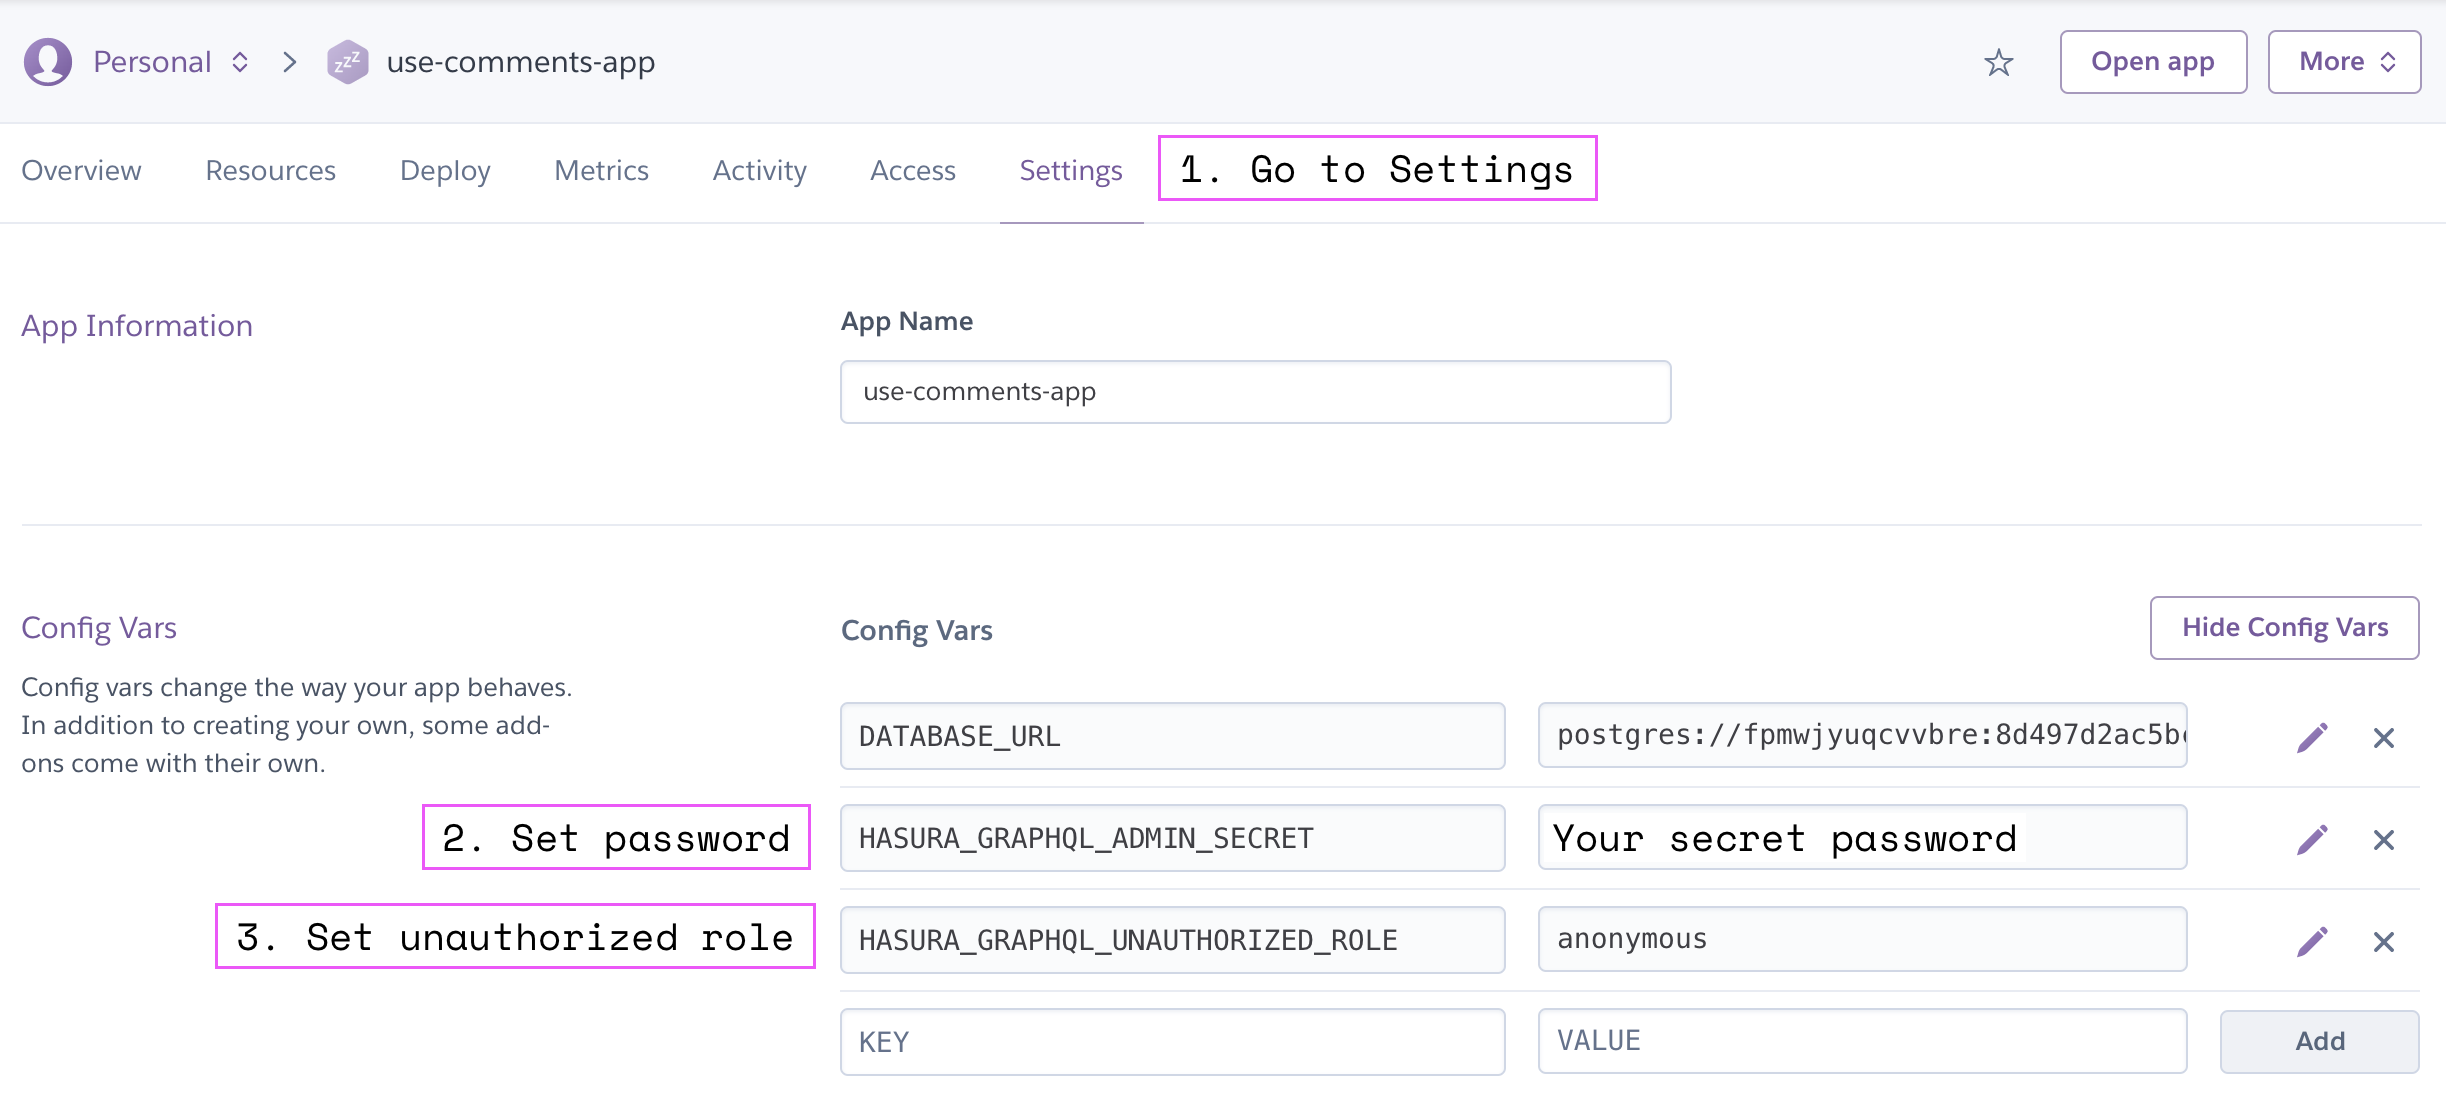 Personal
zzz
use-comments-app
Open app
More
Overview
Resources
Deploy
Metrics
Activity
Access
Settings
1. Go to Settings
App Information
App Name
use-comments-app
Config Vars
Config vars change the way your app behaves.
In addition to creating your own, some add-
ons come with their own.
Config Vars
Hide Config Vars
DATABASE_URL
postgres://fpmwjyuqcvvbre:8d497d2ac5b
2. Set password
HASURA_GRAPHQL_ADMIN_SECRET
Your secret password
3. Set unauthorized role
HASURA_GRAPHQL_UNAUTHORIZED_ROLE
anonymous
KEY
VALUE
Add